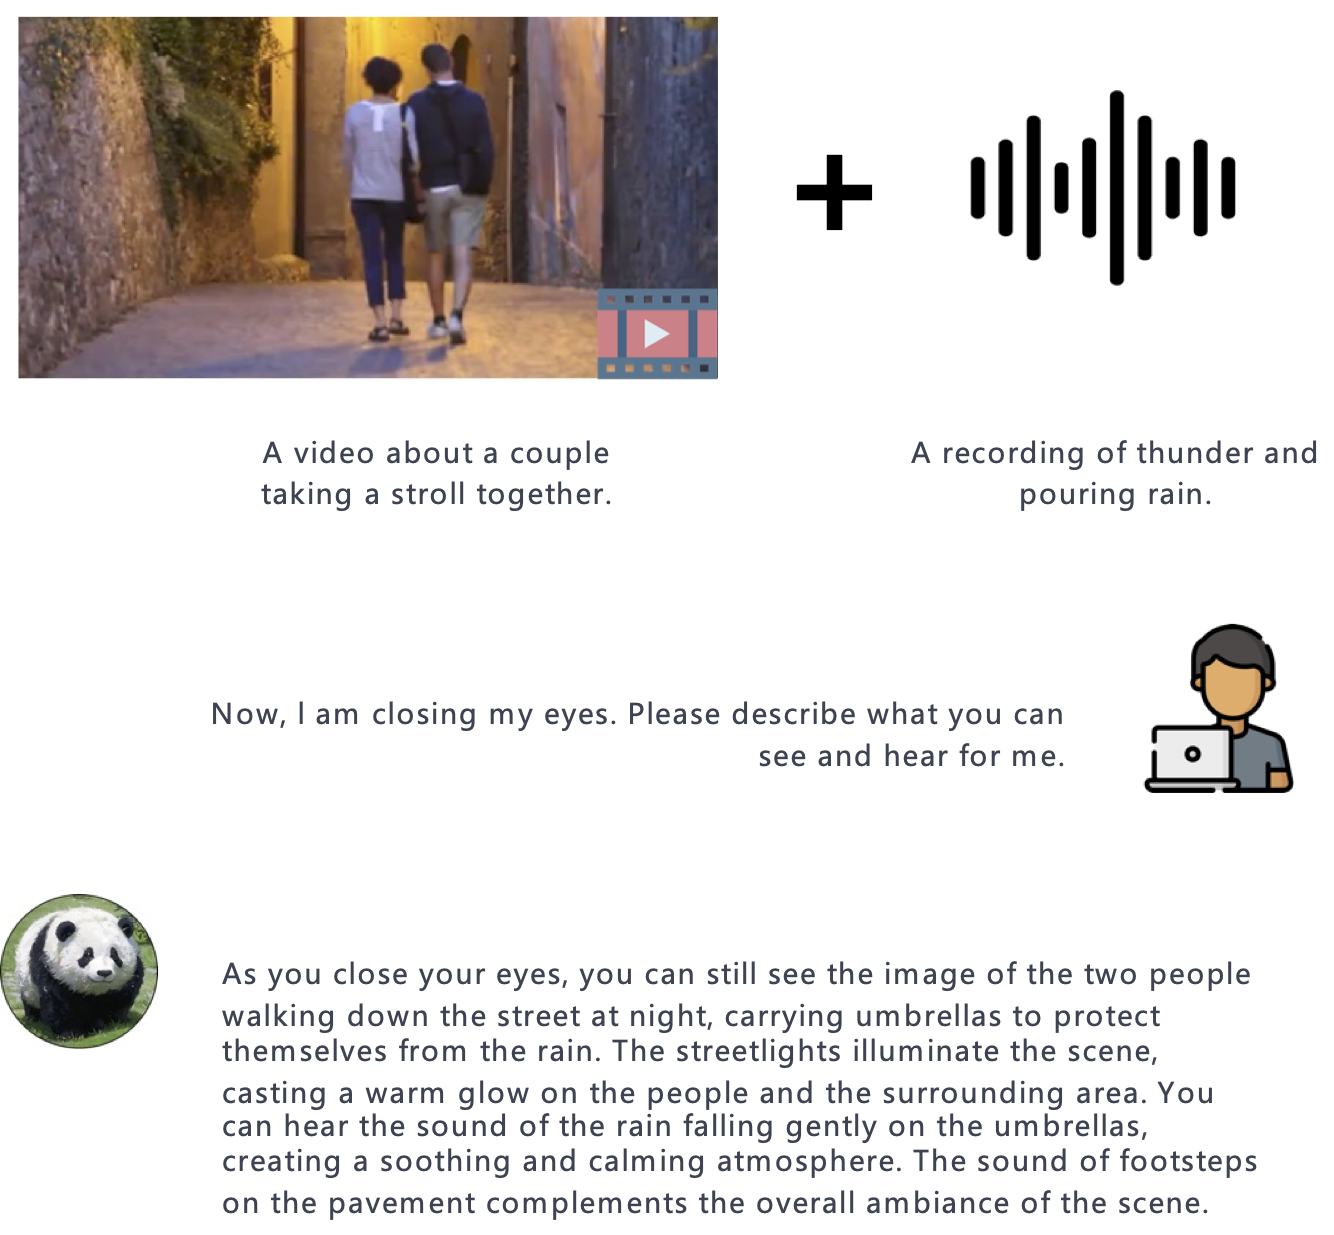 A video about a couple
taking a stroll together.
A recording of thunder and
pouring rain.
Now, I am closing my eyes. Please describe what you can
see and hear for me.
As you close your eyes, you can still see the image of the two people
walking down the street at night, carrying umbrellas to protect
themselves from the rain. The streetlights illuminate the scene,
casting a warm glow on the people and the surrounding area. You
can hear the sound of the rain falling gently on the umbrellas,
creating a soothing and calming atmosphere. The sound of footsteps
on the pavement complements the overall ambiance of the scene.